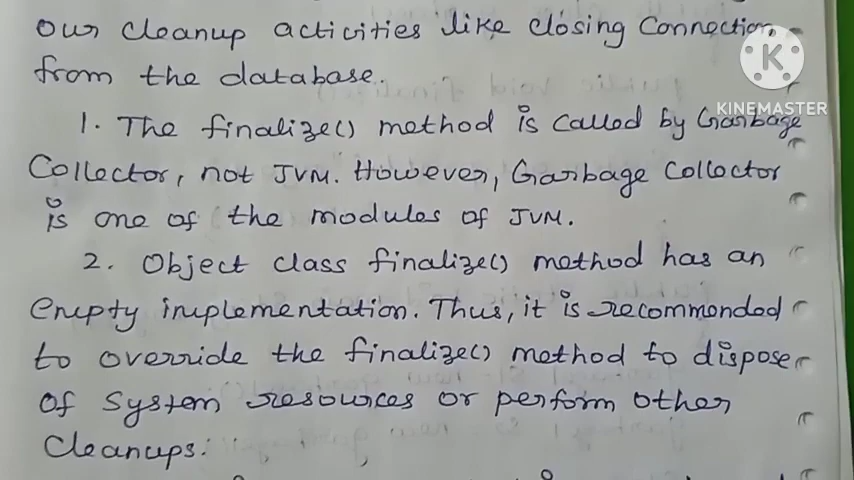 our cleanup activities like closing Connection
from the database.
KINEMASTER
1. The finalize() method is called by Garbage
Collector, not JVM. However, Garbage Collector
is one of the modules of JVM.
2. Object class finalize() method has an
empty implementation. Thus, it is recommended
to override the finalize() method to dispose
of system resources or perform other
cleanups.